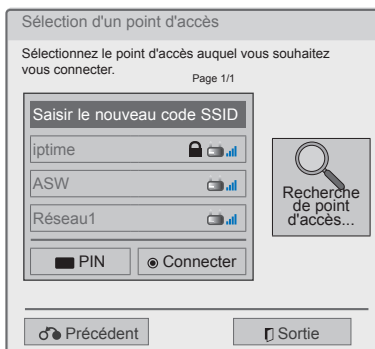 Sélection d'un point d'accès
Sélectionnez le point d'accès auquel vous souhaitez
vous connecter.
Page 1/1
Saisir le nouveau code SSID
iptime
ASW
Réseau1
PIN
Connecter
Recherche
de point
d'accès...
Précédent
Sortie